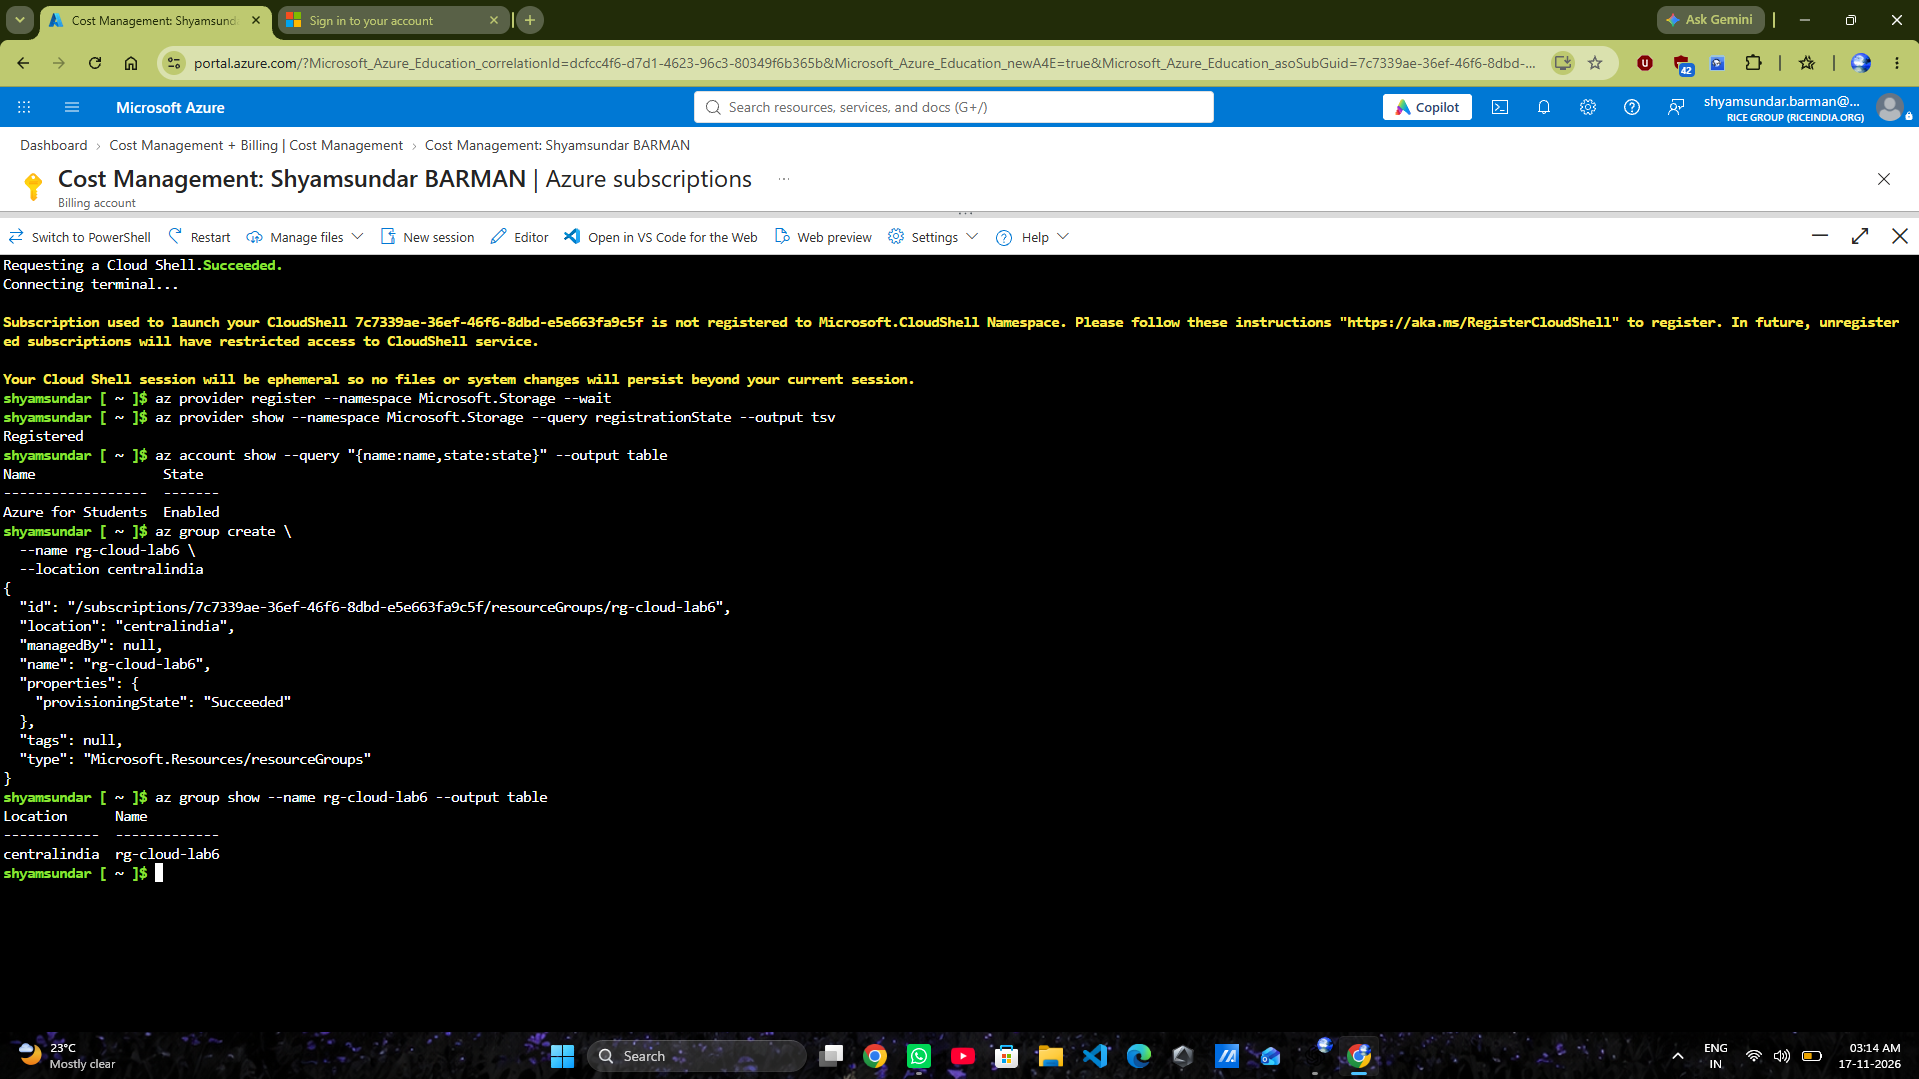 Cost Management: Shyamsunda
Sign in to your account
Ask Gemini
portal.azure.com/?Microsoft_Azure_Education_correlationId=dcfcc4f6-d7d1-4623-96c3-80349f6b365b&Microsoft_Azure_Education_newA4E=true&Microsoft_Azure_Education_asoSubGuid=7c7339ae-36ef-46f6-8dbd-...
42
Microsoft Azure
Search resources, services, and docs (G+/)
Copilot
shyamsundar.barman@...
RICE GROUP (RICEINDIA.ORG)
Dashboard > Cost Management + Billing | Cost Management > Cost Management: Shyamsundar BARMAN
Cost Management: Shyamsundar BARMAN | Azure subscriptions ...
Billing account
Switch to PowerShell Restart Manage files New session Editor Open in VS Code for the Web Web preview Settings Help
Requesting a Cloud Shell.Succeeded.
Connecting terminal...
Subscription used to launch your CloudShell 7c7339ae-36ef-46f6-8dbd-e5e663fa9c5f is not registered to Microsoft.CloudShell Namespace. Please follow these instructions "https://aka.ms/RegisterCloudShell" to register. In future, unregister
ed subscriptions will have restricted access to CloudShell service.
Your Cloud Shell session will be ephemeral so no files or system changes will persist beyond your current session.
shyamsundar [ ~ ]$ az provider register --namespace Microsoft.Storage --wait
shyamsundar [ ~ ]$ az provider show --namespace Microsoft.Storage --query registrationState --output tsv
Registered
shyamsundar [ ~ ]$ az account show --query "{name:name,state:state}" --output table
Name                State
------------------  -------
Azure for Students  Enabled
shyamsundar [ ~ ]$ az group create \
  --name rg-cloud-lab6 \
  --location centralindia
{
  "id": "/subscriptions/7c7339ae-36ef-46f6-8dbd-e5e663fa9c5f/resourceGroups/rg-cloud-lab6",
  "location": "centralindia",
  "managedBy": null,
  "name": "rg-cloud-lab6",
  "properties": {
    "provisioningState": "Succeeded"
  },
  "tags": null,
  "type": "Microsoft.Resources/resourceGroups"
}
shyamsundar [ ~ ]$ az group show --name rg-cloud-lab6 --output table
Location      Name
------------  -------------
centralindia  rg-cloud-lab6
shyamsundar [ ~ ]$
23°C
Mostly clear
Search
ENG
IN
03:14 AM
17-11-2026